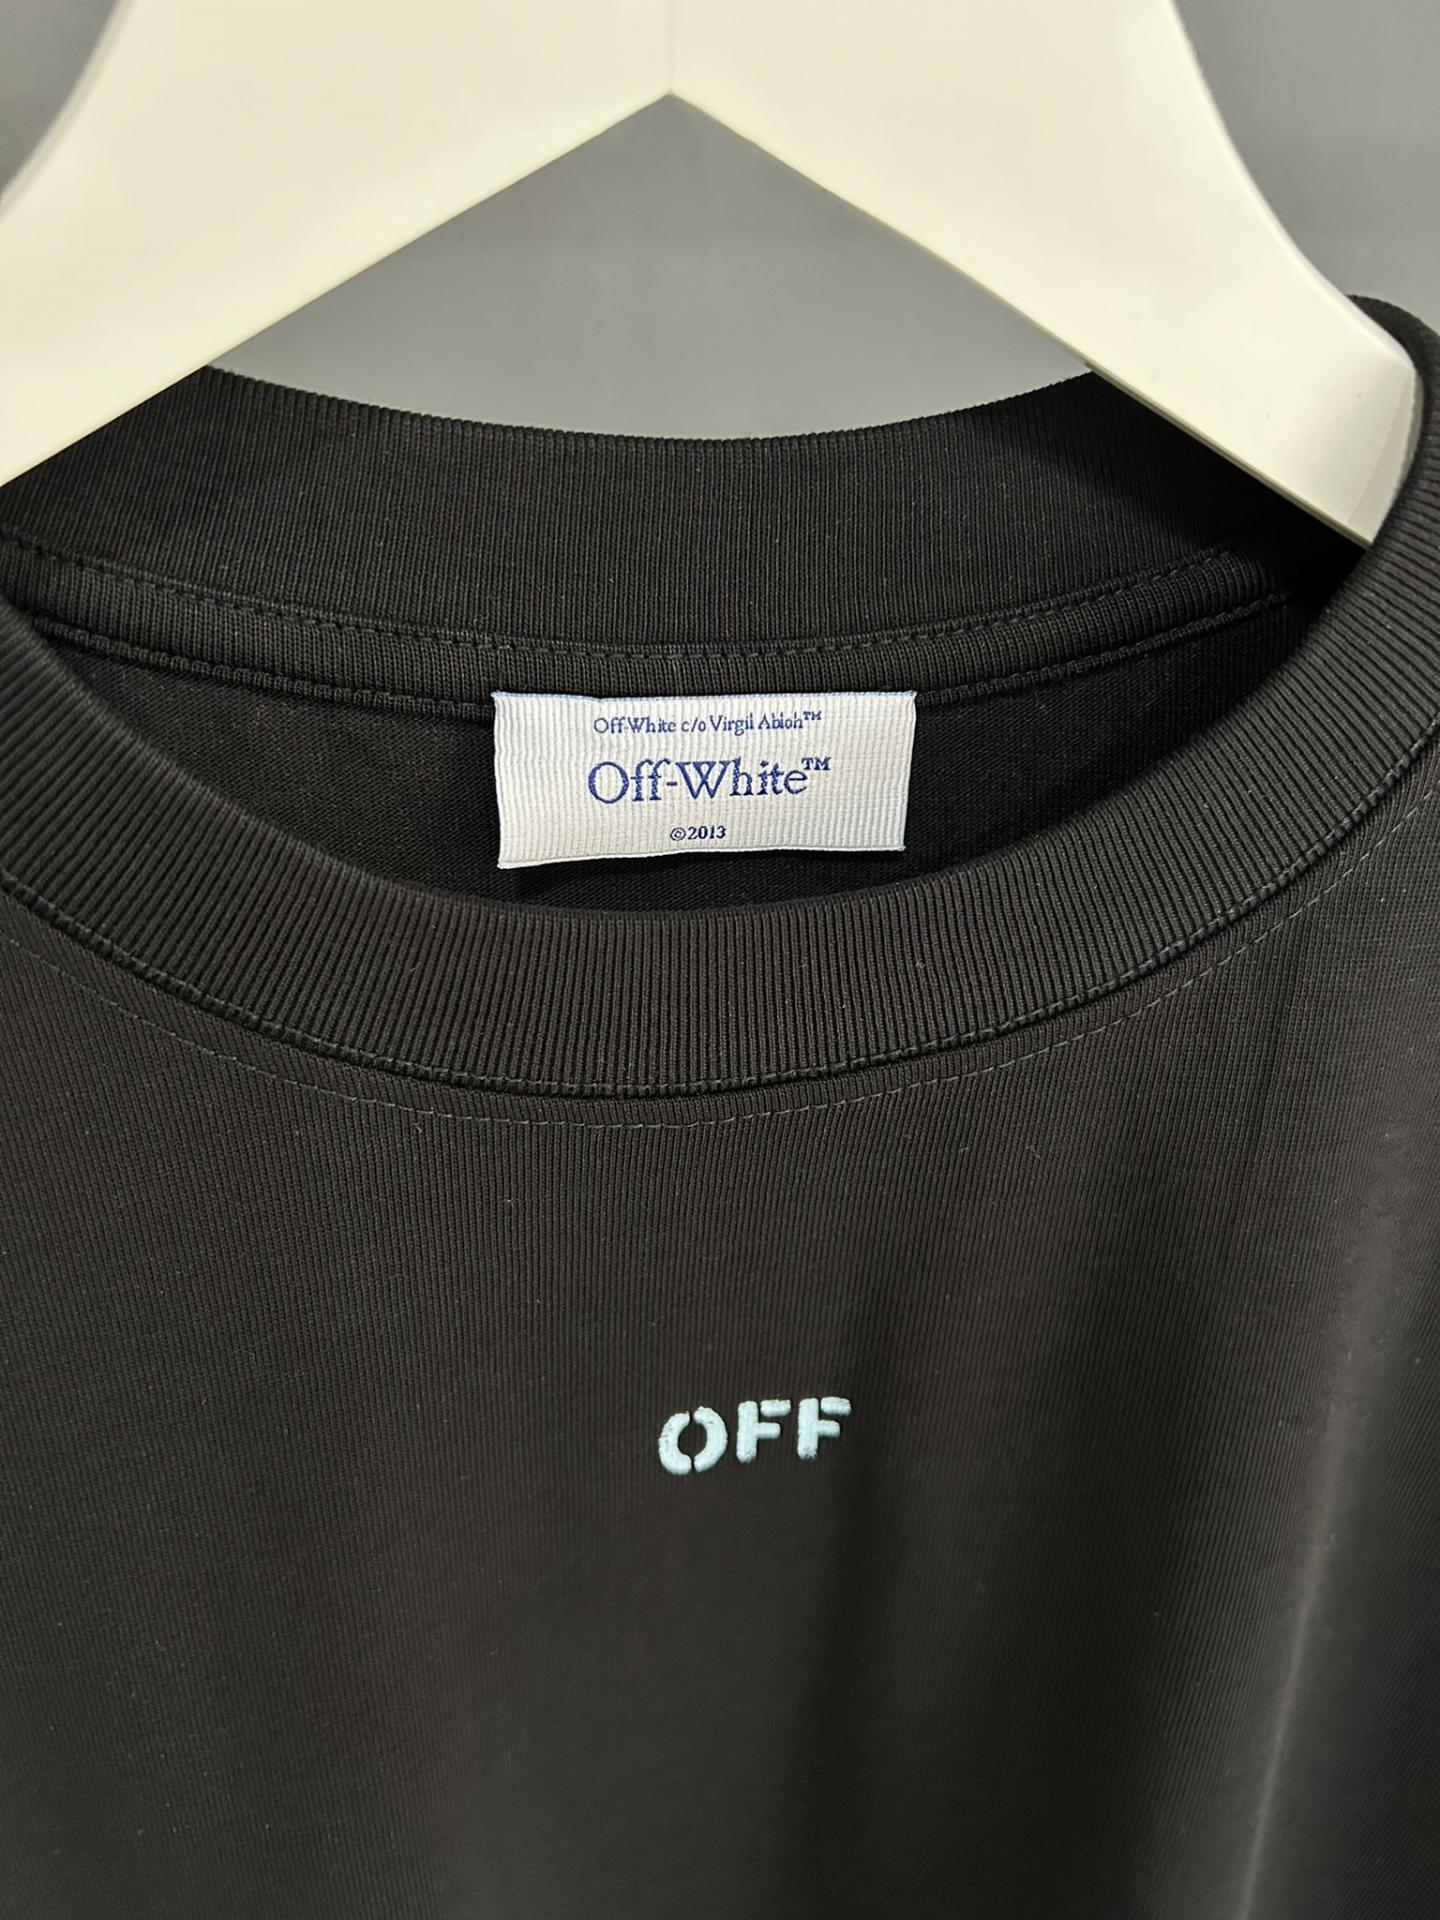 Off-White c/o Virgil Abloh™
Off-White™
©2013
OFF